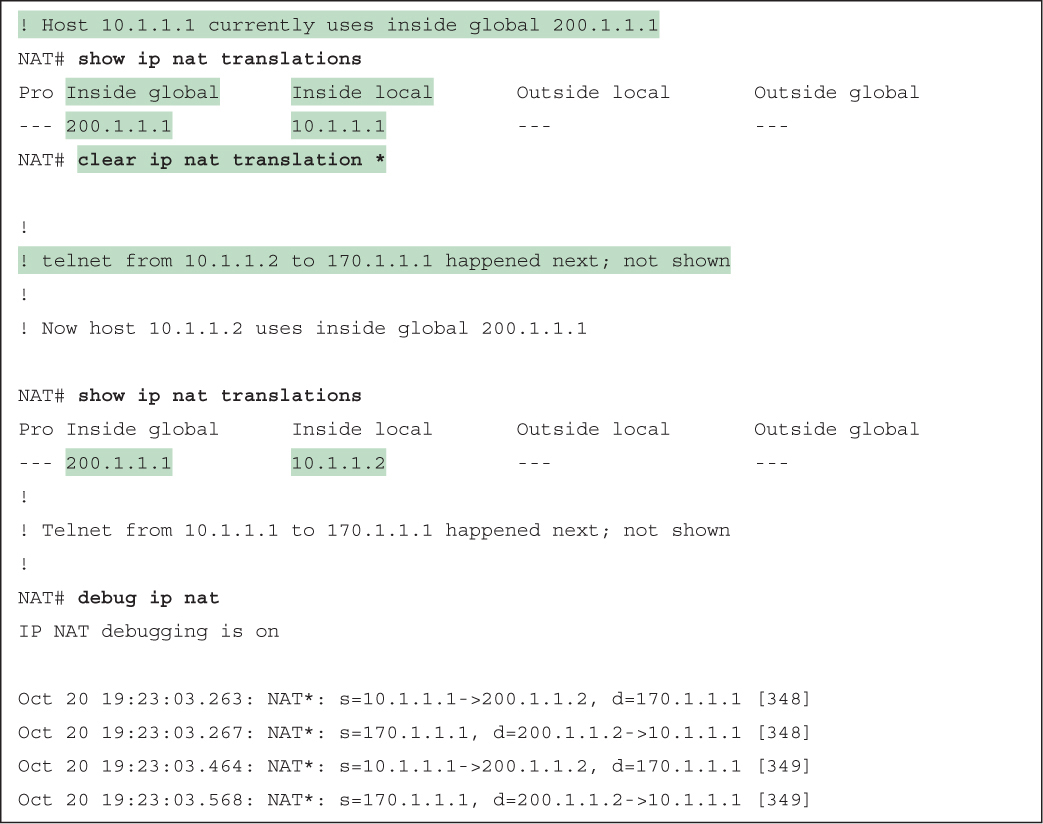 ! Host 10.1.1.1 currently uses inside global 200.1.1.1
NAT# show ip nat translations
Pro Inside global      Inside local       Outside local       Outside global
--- 200.1.1.1          10.1.1.1           ---                 ---
NAT# clear ip nat translation *
!
! telnet from 10.1.1.2 to 170.1.1.1 happened next; not shown
!
! Now host 10.1.1.2 uses inside global 200.1.1.1
NAT# show ip nat translations
Pro Inside global      Inside local       Outside local       Outside global
--- 200.1.1.1          10.1.1.2           ---                 ---
!
! Telnet from 10.1.1.1 to 170.1.1.1 happened next; not shown
!
NAT# debug ip nat
IP NAT debugging is on
Oct 20 19:23:03.263: NAT*: s=10.1.1.1->200.1.1.2, d=170.1.1.1 [348]
Oct 20 19:23:03.267: NAT*: s=170.1.1.1, d=200.1.1.2->10.1.1.1 [348]
Oct 20 19:23:03.464: NAT*: s=10.1.1.1->200.1.1.2, d=170.1.1.1 [349]
Oct 20 19:23:03.568: NAT*: s=170.1.1.1, d=200.1.1.2->10.1.1.1 [349]